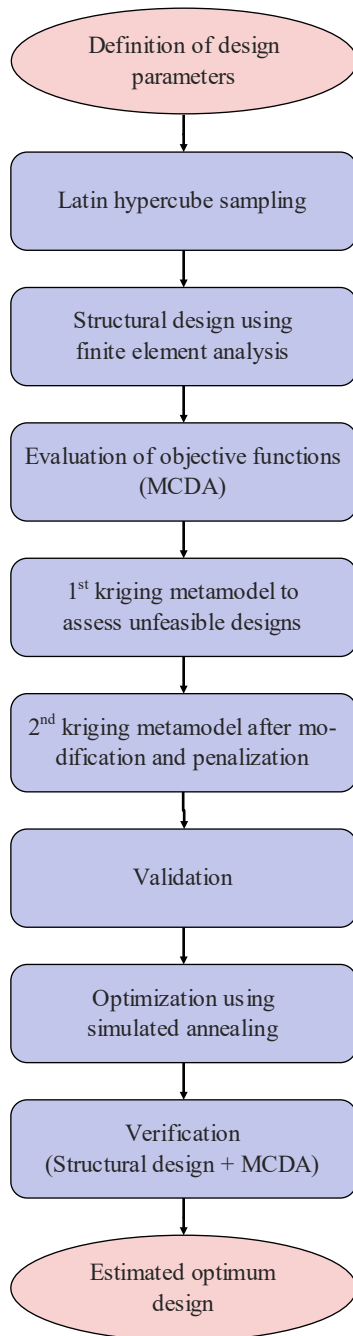 Definition of design
parameters
Latin hypercube sampling
Structural design using
finite element analysis
Evaluation of objective functions
(MCDA)
1st kriging metamodel to
assess unfeasible designs
2nd kriging metamodel after mo-
dification and penalization
Validation
Optimization using
simulated annealing
Verification
(Structural design + MCDA)
Estimated optimum
design